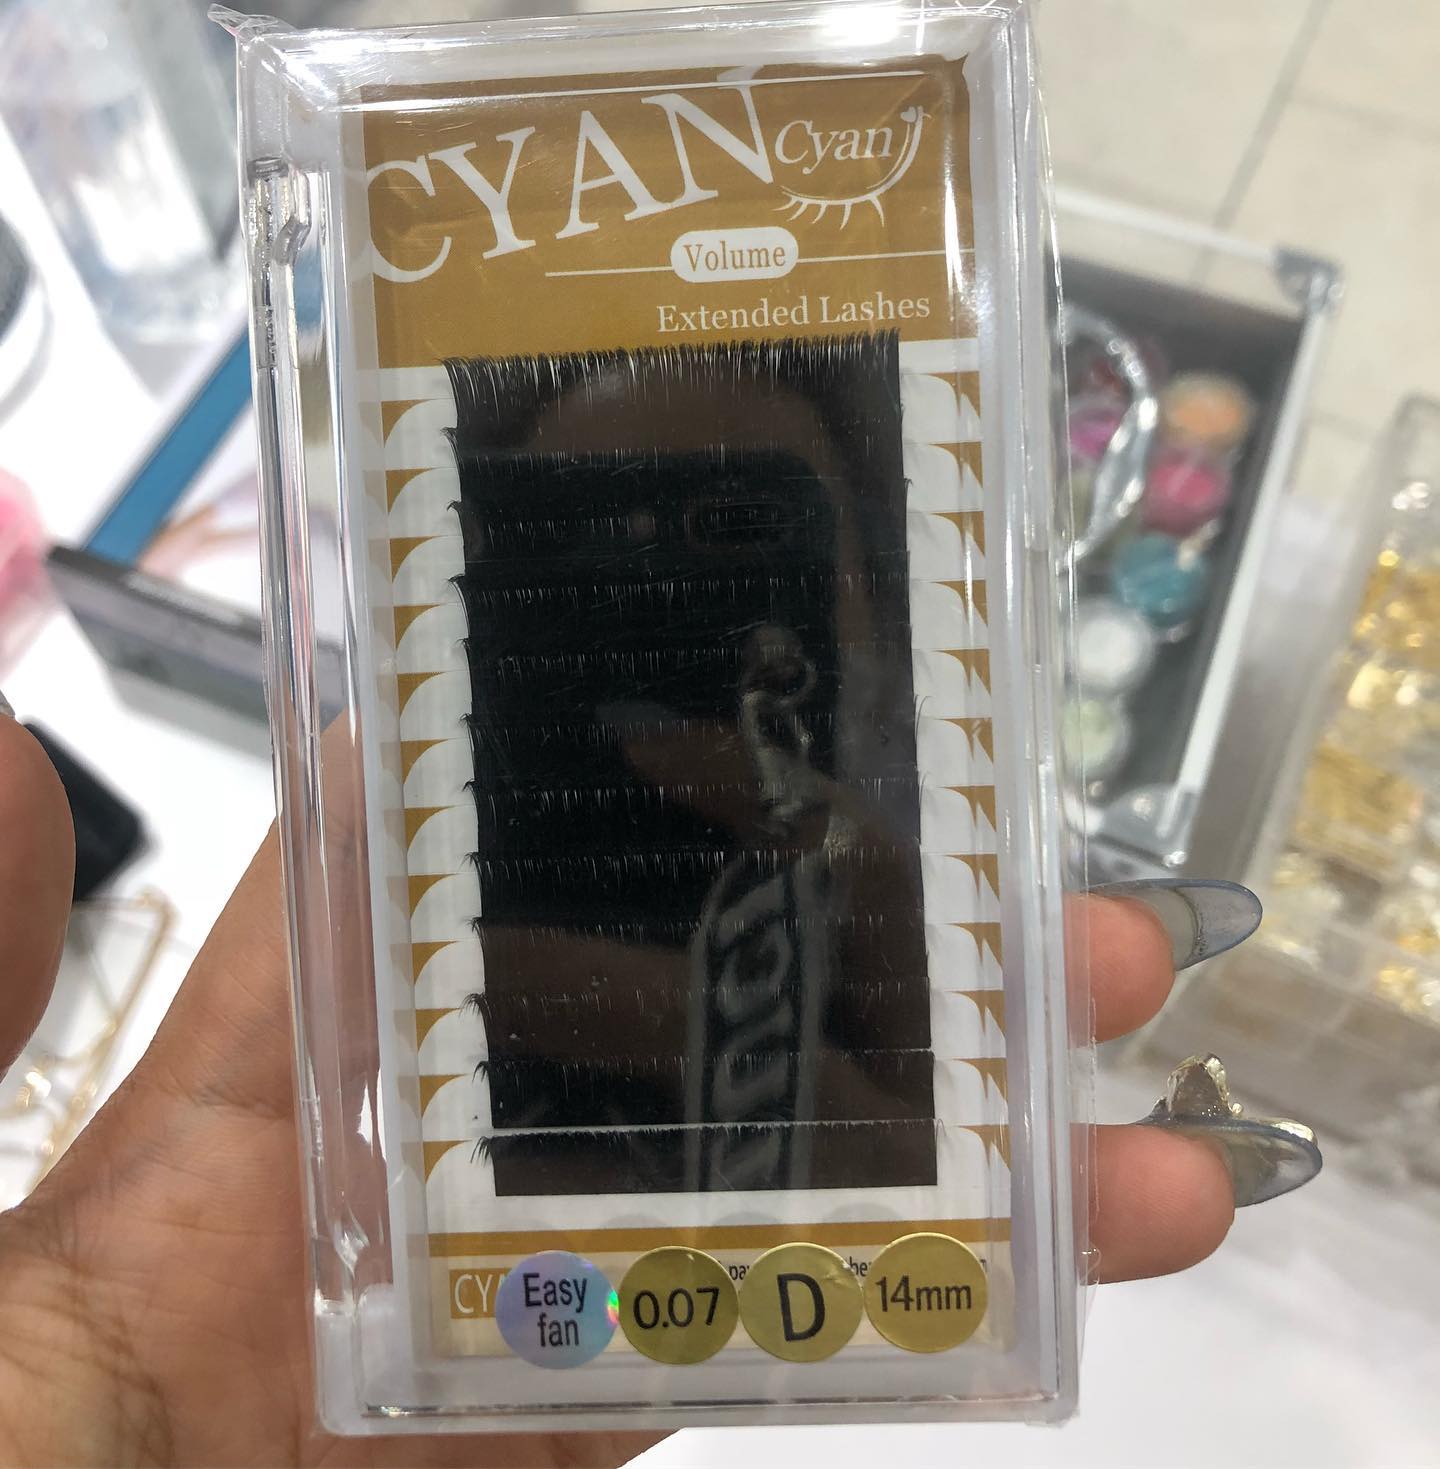 CYAN
Cyan
Volume
Extended Lashes
Easy
fan
0.07
D
14mm